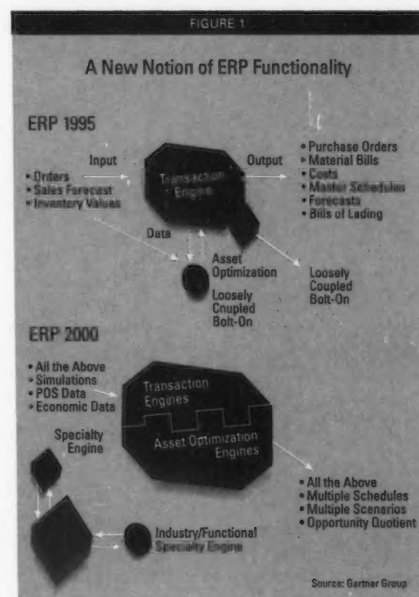 FIGURE 1
A New Notion of ERP Functionality
ERP 1995
Input
• Orders
• Sales Forecast
• Inventory Values
Transaction
Engine
Output
• Purchase Orders
• Material Bills
• Costs
• Master Schedules
• Forecasts
• Bills of Lading
Data
Asset
Optimization
Loosely
Coupled
Bolt-On
Loosely
Coupled
Bolt-On
ERP 2000
• All the Above
• Simulations
• POS Data
• Economic Data
Transaction
Engines
Asset Optimization
Engines
Specialty
Engine
Industry/Functional
Specialty Engine
• All the Above
• Multiple Schedules
• Multiple Scenarios
• Opportunity Quotient
Source: Gartner Group